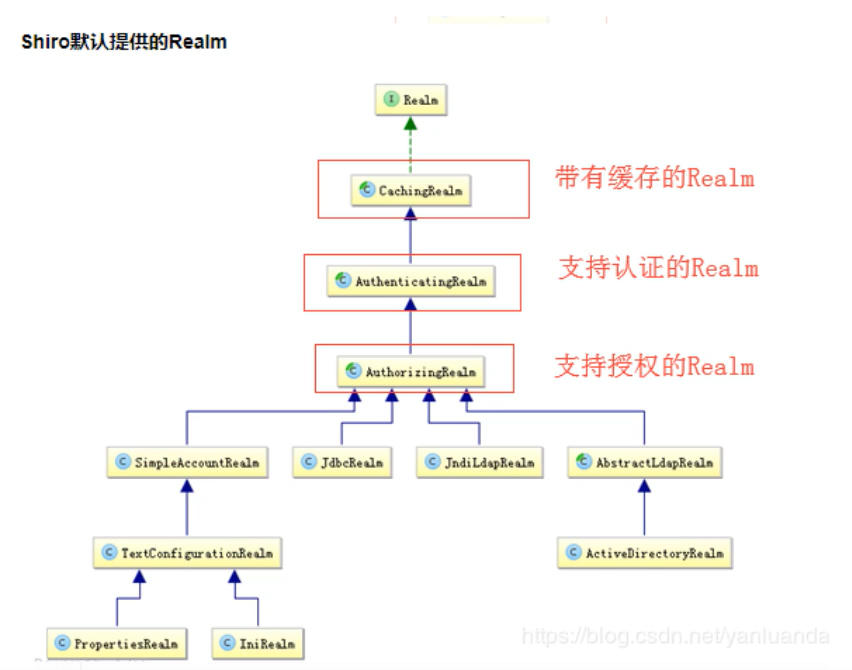 Shiro默认提供的Realm
I Realm
C CachingRealm
带有缓存的Realm
C AuthenticatingRealm
支持认证的Realm
C AuthorizingRealm
支持授权的Realm
C SimpleAccountRealm
C JdbcRealm
C JndiLdapRealm
C AbstractLdapRealm
C TextConfigurationRealm
C ActiveDirectoryRealm
C PropertiesRealm
C IniRealm
https://blog.csdn.net/yanluanda